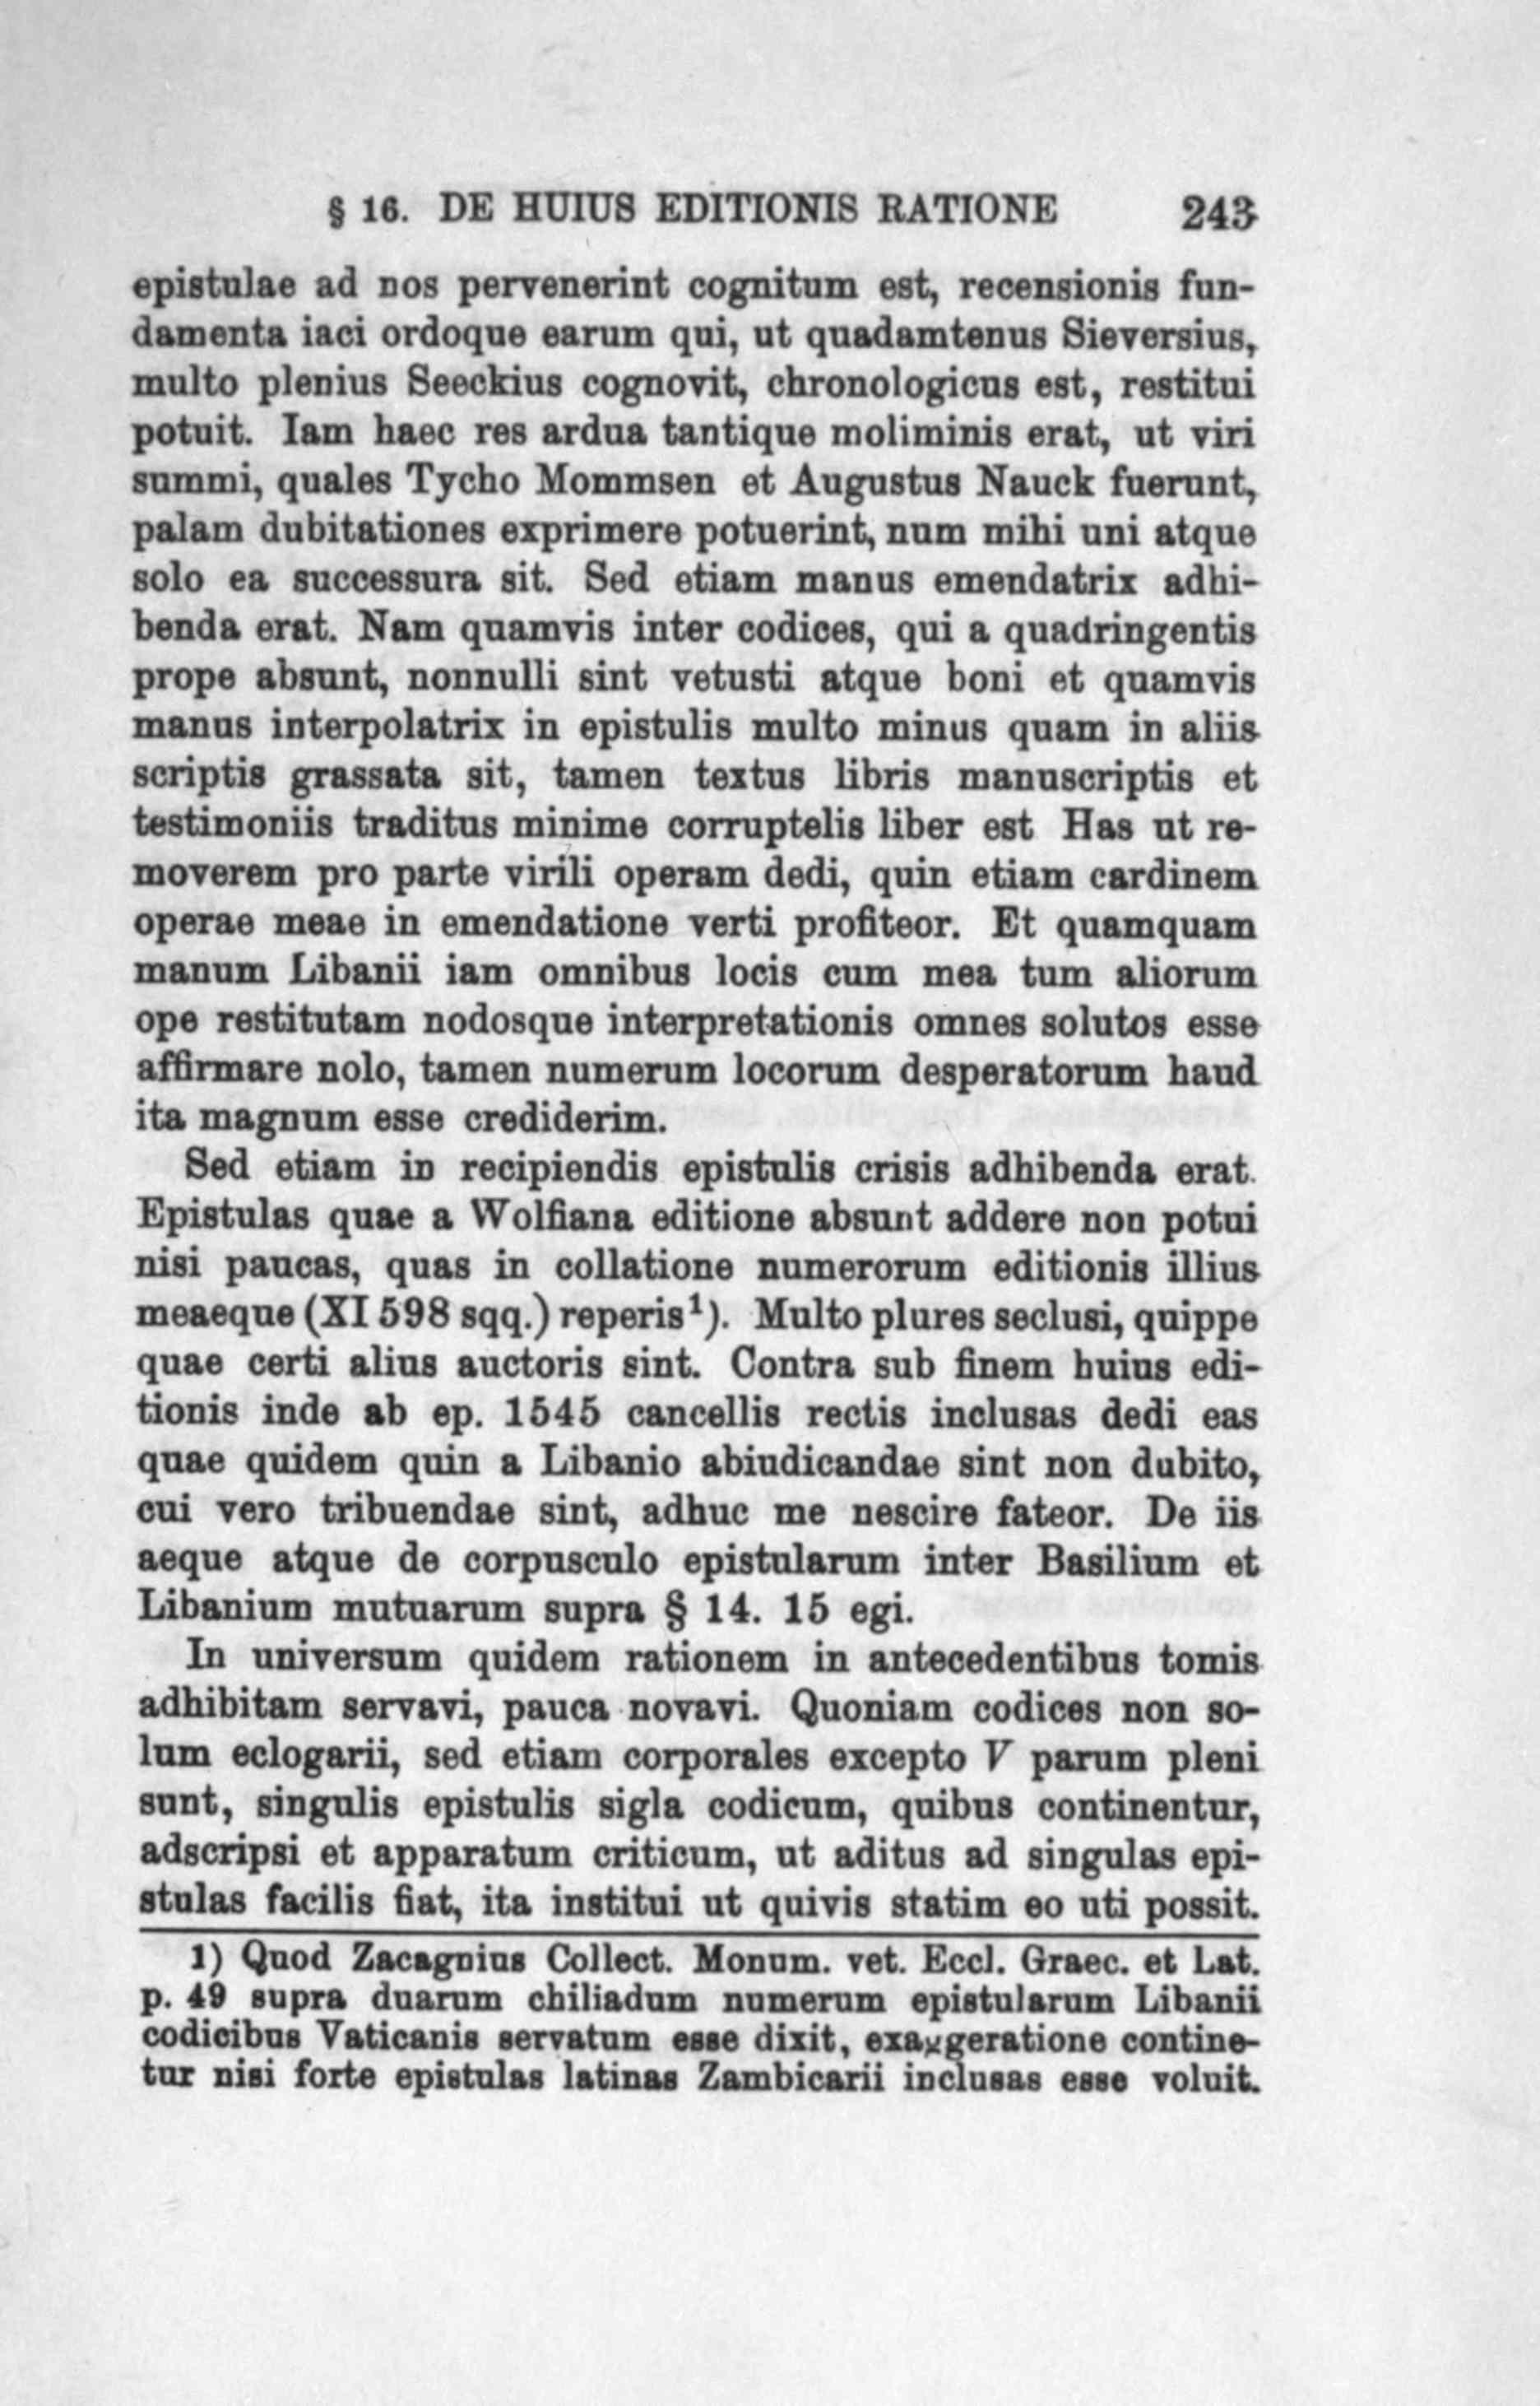 § 16. DE HUIUS EDITIONIS RATIONE 243
epistulae ad nos pervenerint cognitum est, recensionis fun-
damenta iaci ordoque earum qui, ut quadamtenus Sieversius,
multo plenius Seeckius cognovit, chronologicus est, restitui
potuit. Iam haec res ardua tantique moliminis erat, ut viri
summi, quales Tycho Mommsen et Augustus Nauck fuerunt,
palam dubitationes exprimere potuerint, num mihi uni atque
solo ea successura sit. Sed etiam manus emendatrix adhi-
benda erat. Nam quamvis inter codices, qui a quadringentis
prope absunt, nonnulli sint vetusti atque boni et quamvis
manus interpolatrix in epistulis multo minus quam in aliis
scriptis grassata sit, tamen textus libris manuscriptis et
testimoniis traditus minime corruptelis liber est Has ut re-
moverem pro parte virili operam dedi, quin etiam cardinem
operae meae in emendatione verti profiteor. Et quamquam
manum Libanii iam omnibus locis cum mea tum aliorum
ope restitutam nodosque interpretationis omnes solutos esse
affirmare nolo, tamen numerum locorum desperatorum haud
ita magnum esse crediderim.
Sed etiam in recipiendis epistulis crisis adhibenda erat.
Epistulas quae a Wolfiana editione absunt addere non potui
nisi paucas, quas in collatione numerorum editionis illius
meaeque (XI 598 sqq.) reperis¹). Multo plures seclusi, quippe
quae certi alius auctoris sint. Contra sub finem huius edi-
tionis inde ab ep. 1545 cancellis rectis inclusas dedi eas
quae quidem quin a Libanio abiudicandae sint non dubito,
cui vero tribuendae sint, adhuc me nescire fateor. De iis
aeque atque de corpusculo epistularum inter Basilium et
Libanium mutuarum supra § 14. 15 egi.
In universum quidem rationem in antecedentibus tomis
adhibitam servavi, pauca novavi. Quoniam codices non so-
lum eclogarii, sed etiam corporales excepto V parum pleni
sunt, singulis epistulis sigla codicum, quibus continentur,
adscripsi et apparatum criticum, ut aditus ad singulas epi-
stulas facilis fiat, ita institui ut quivis statim eo uti possit.
1) Quod Zacagnius Collect. Monum. vet. Eccl. Graec. et Lat.
p. 49 supra duarum chiliadum numerum epistularum Libanii
codicibus Vaticanis servatum esse dixit, exaggeratione contine-
tur nisi forte epistulas latinas Zambicarii inclusas esse voluit.